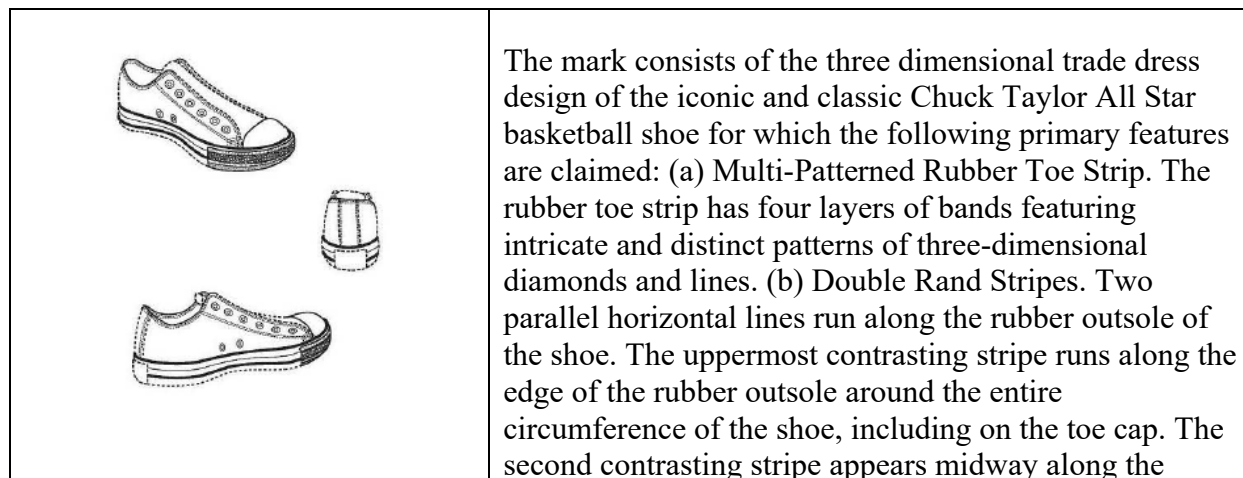 The mark consists of the three dimensional trade dress
design of the iconic and classic Chuck Taylor All Star
basketball shoe for which the following primary features
are claimed: (a) Multi-Patterned Rubber Toe Strip. The
rubber toe strip has four layers of bands featuring
intricate and distinct patterns of three-dimensional
diamonds and lines. (b) Double Rand Stripes. Two
parallel horizontal lines run along the rubber outsole of
the shoe. The uppermost contrasting stripe runs along the
edge of the rubber outsole around the entire
circumference of the shoe, including on the toe cap. The
second contrasting stripe appears midway along the